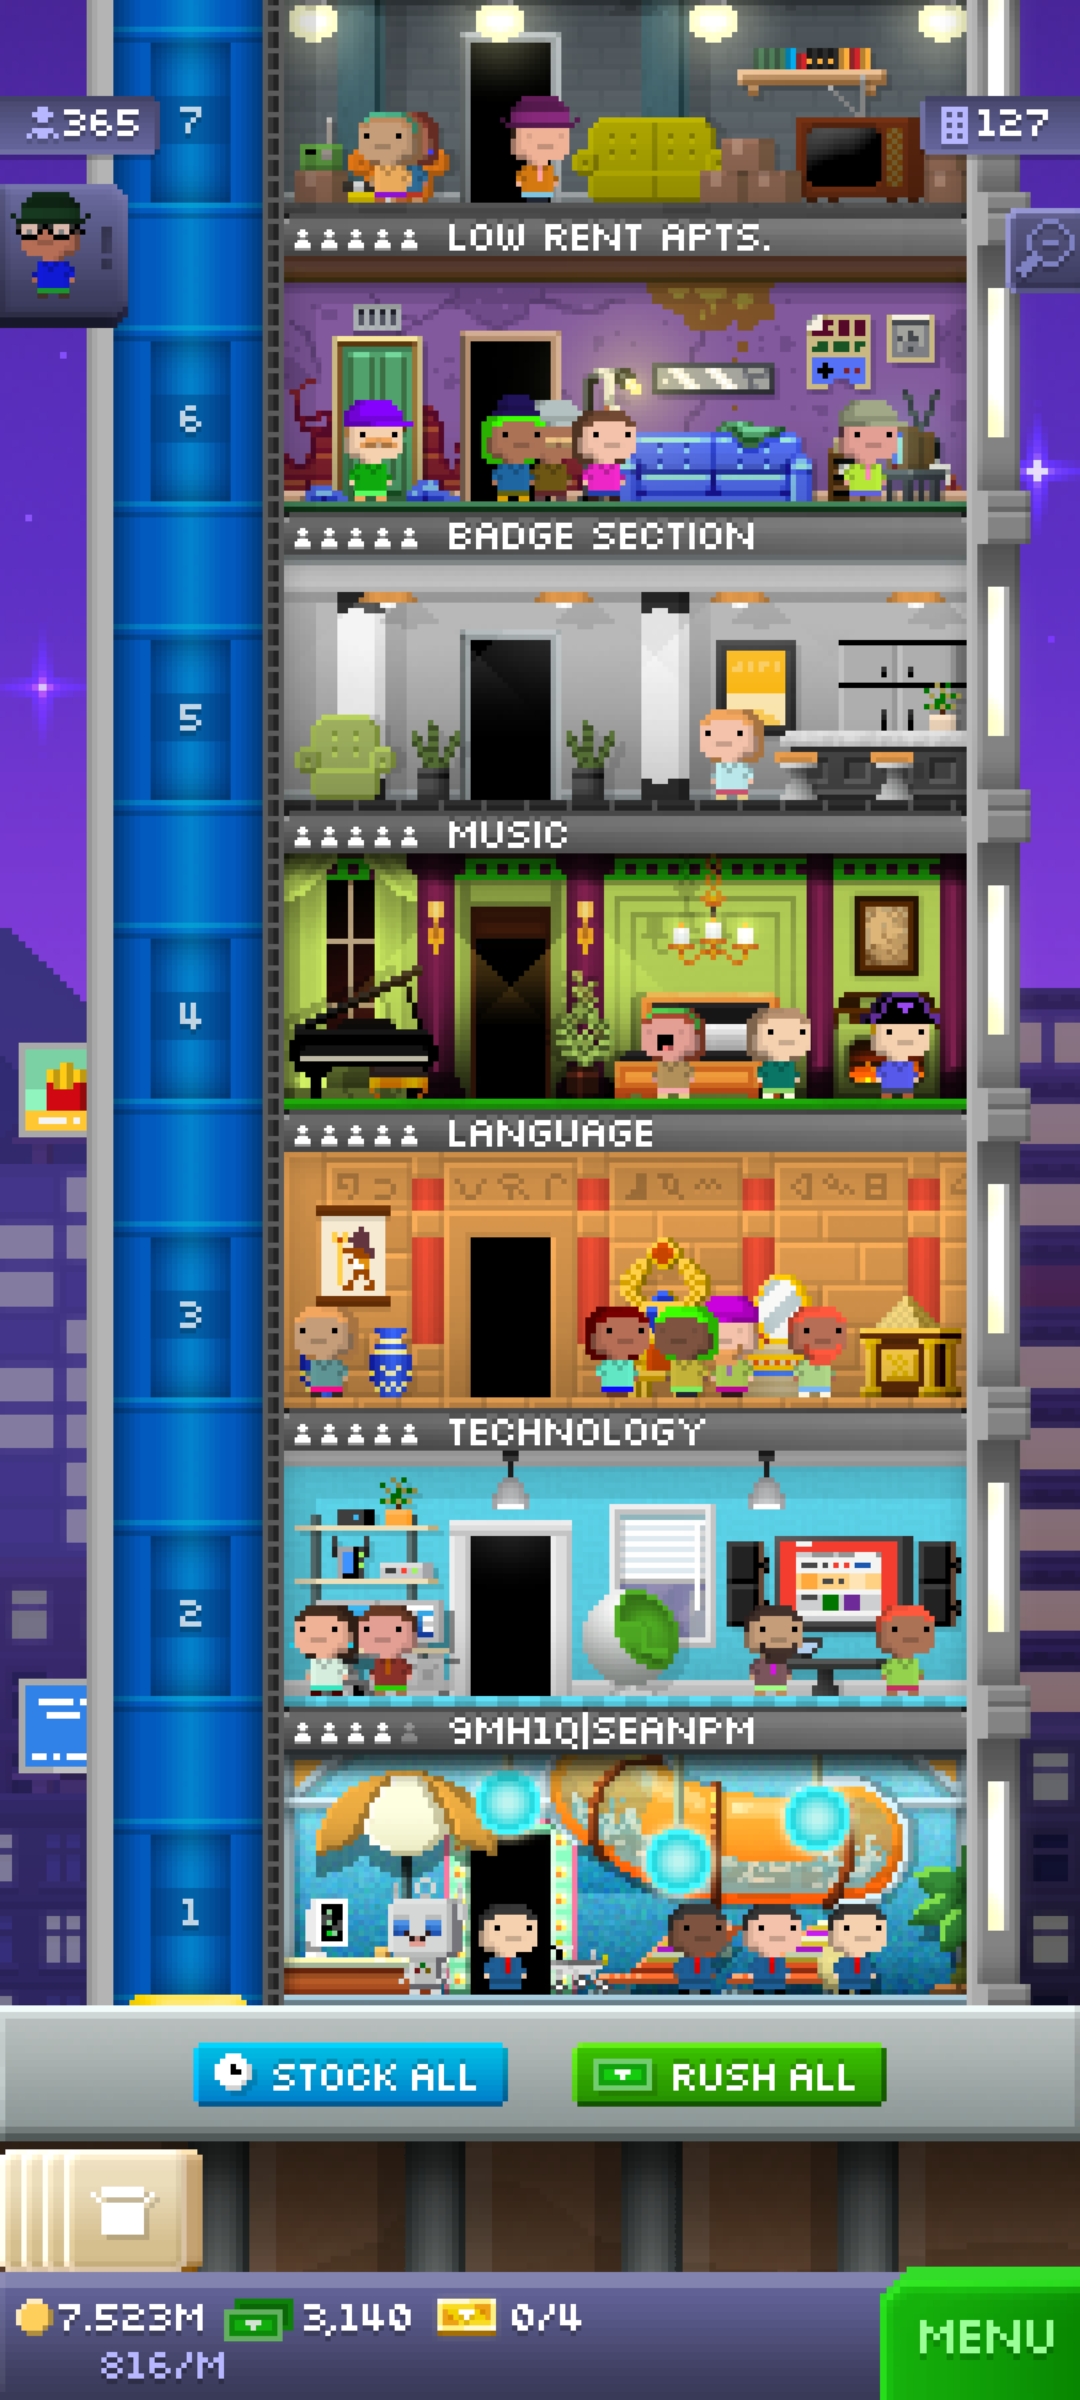 7
365
127
LOW RENT APTS.
6
BADGE SECTION
5
MUSIC
4
LANGUAGE
3
TECHNOLOGY
2
9MH1Q|SEANPM
1
STOCK ALL
RUSH ALL
7.523M
3,140
0/4
816/M
MENU